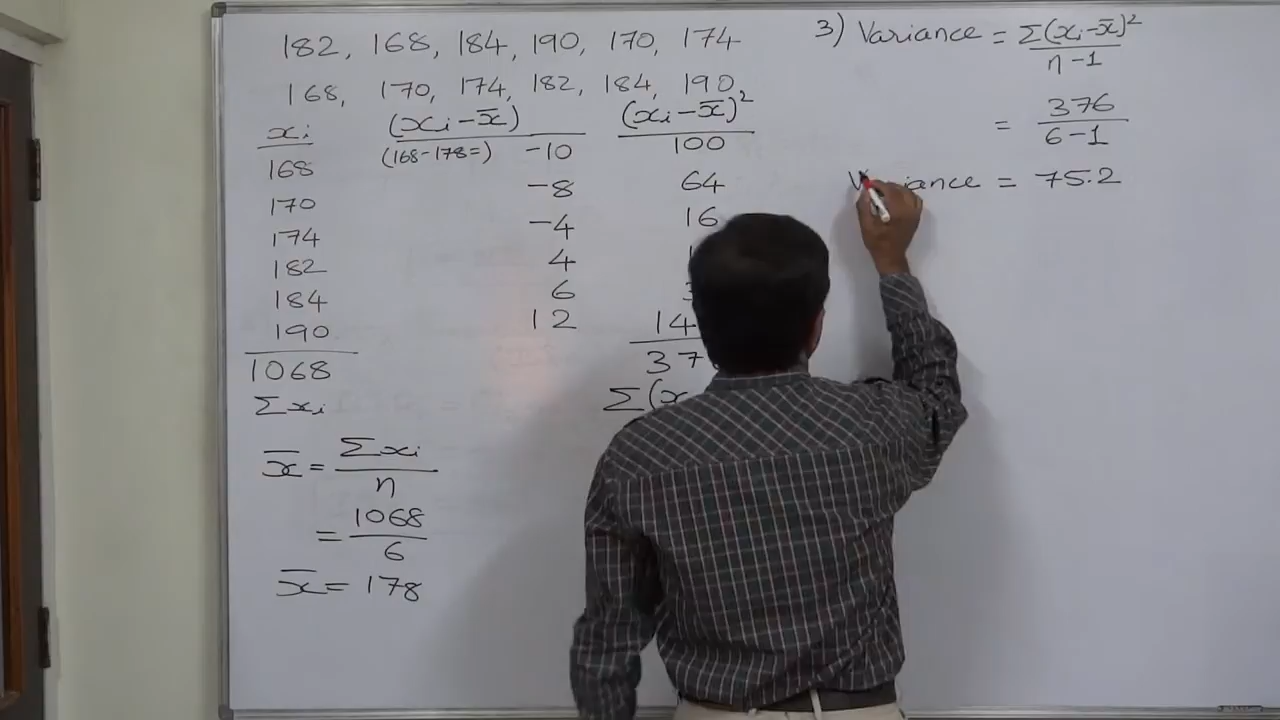 182, 168, 184, 190, 170, 174
168, 170, 174, 182, 184, 190,
xi (xi-x̄) (xi-x̄)²
168 (168-178=) -10 100
170 -8 64
174 -4 16
182 4
184 6
190 12
1068
Σxi Σ(x
x̄ = Σxi / n
= 1068 / 6
x̄ = 178
3) Variance = Σ(xi-x̄)² / n-1
= 376 / 6-1
Variance = 75.2